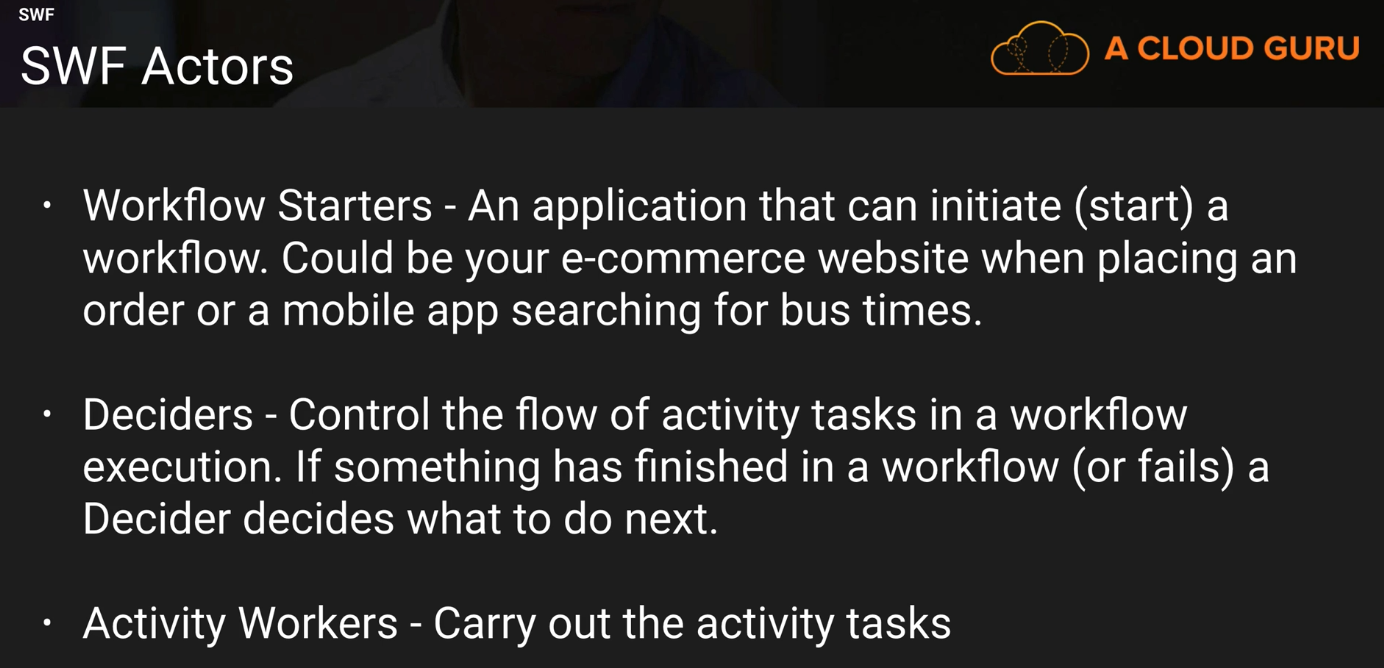 SWF
SWF Actors
A CLOUD GURU
· Workflow Starters - An application that can initiate (start) a
workflow. Could be your e-commerce website when placing an
order or a mobile app searching for bus times.
· Deciders - Control the flow of activity tasks in a workflow
execution. If something has finished in a workflow (or fails) a
Decider decides what to do next.
· Activity Workers - Carry out the activity tasks